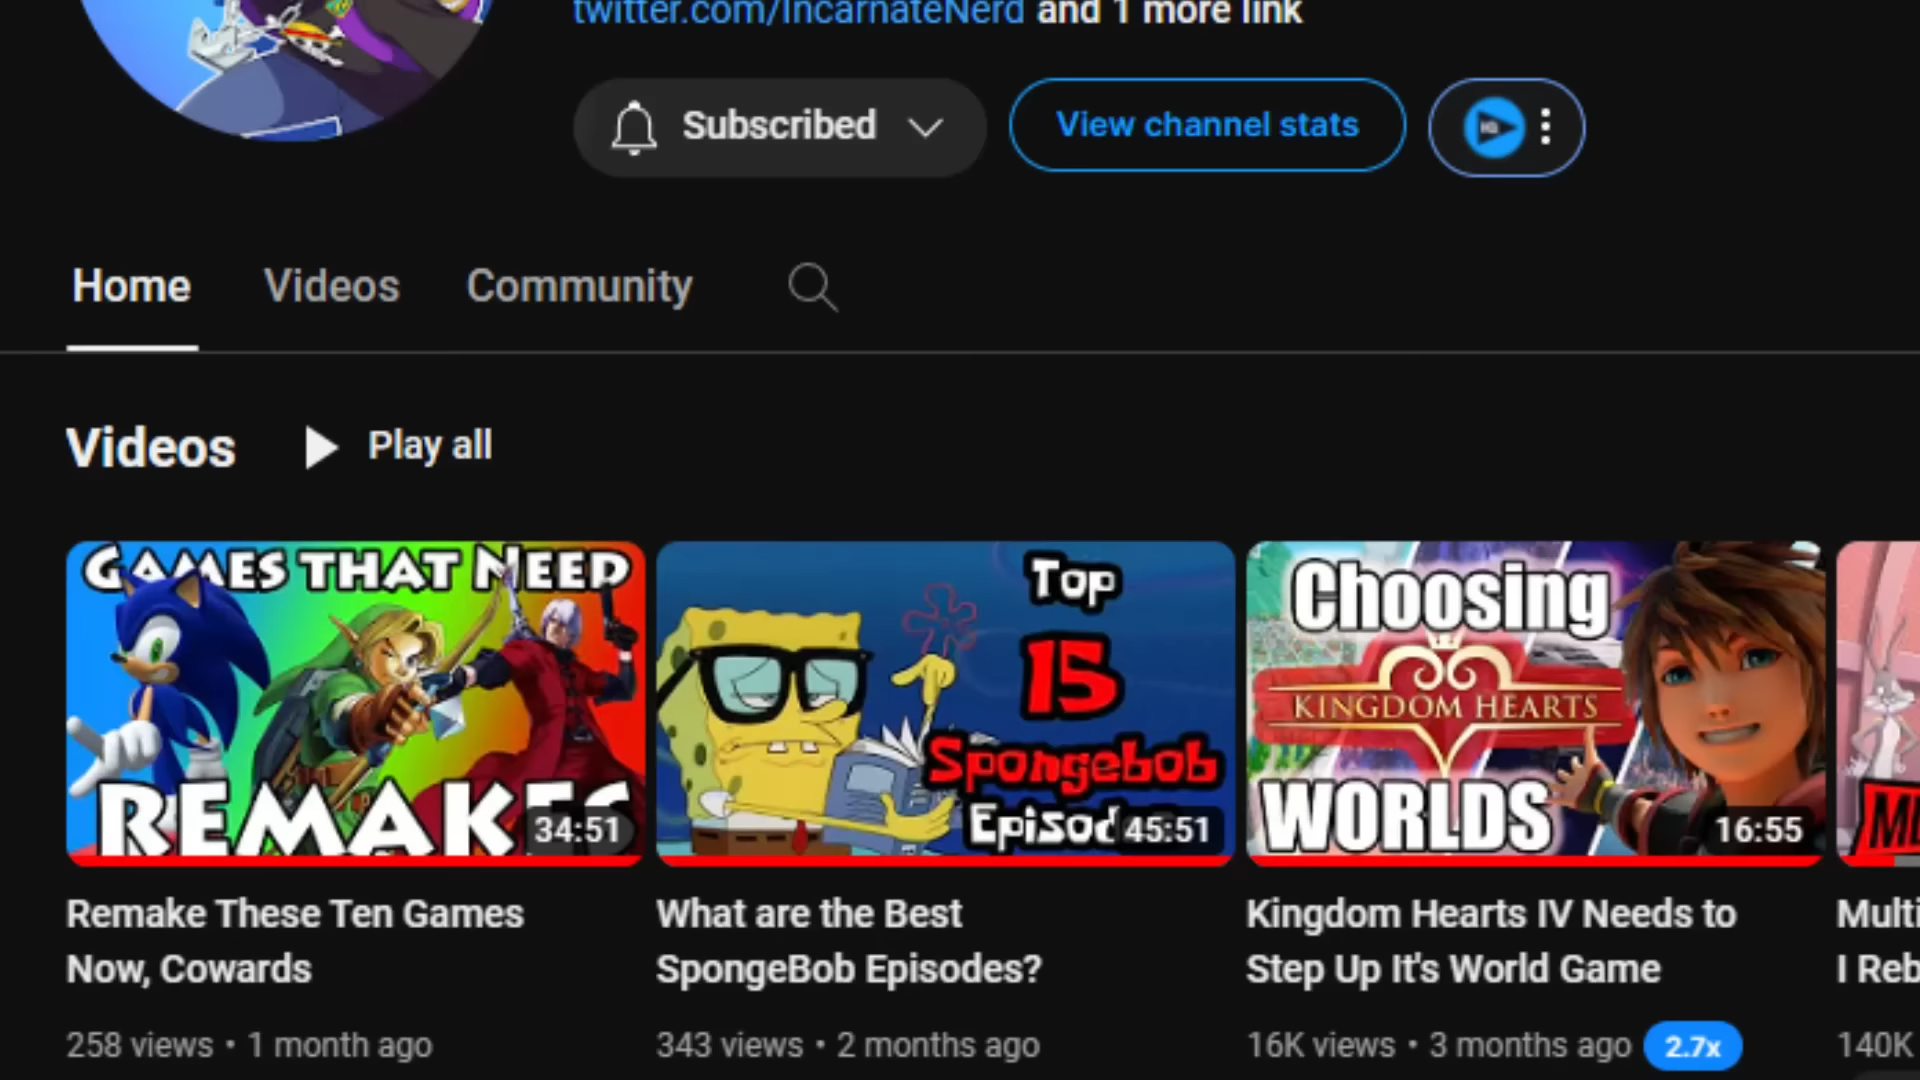 twitter.com/IncarnateNerd and 1 more link
Subscribed
View channel stats
Home
Videos
Community
Videos
Play all
GAMES THAT NEED
REMAKES
34:51
Top
15
Spongebob
Episod
45:51
Choosing
KINGDOM HEARTS
WORLDS
16:55
Remake These Ten Games
Now, Cowards
What are the Best
SpongeBob Episodes?
Kingdom Hearts IV Needs to
Step Up It's World Game
Multi
I Reb
258 views • 1 month ago
343 views • 2 months ago
16K views • 3 months ago
2.7x
140K